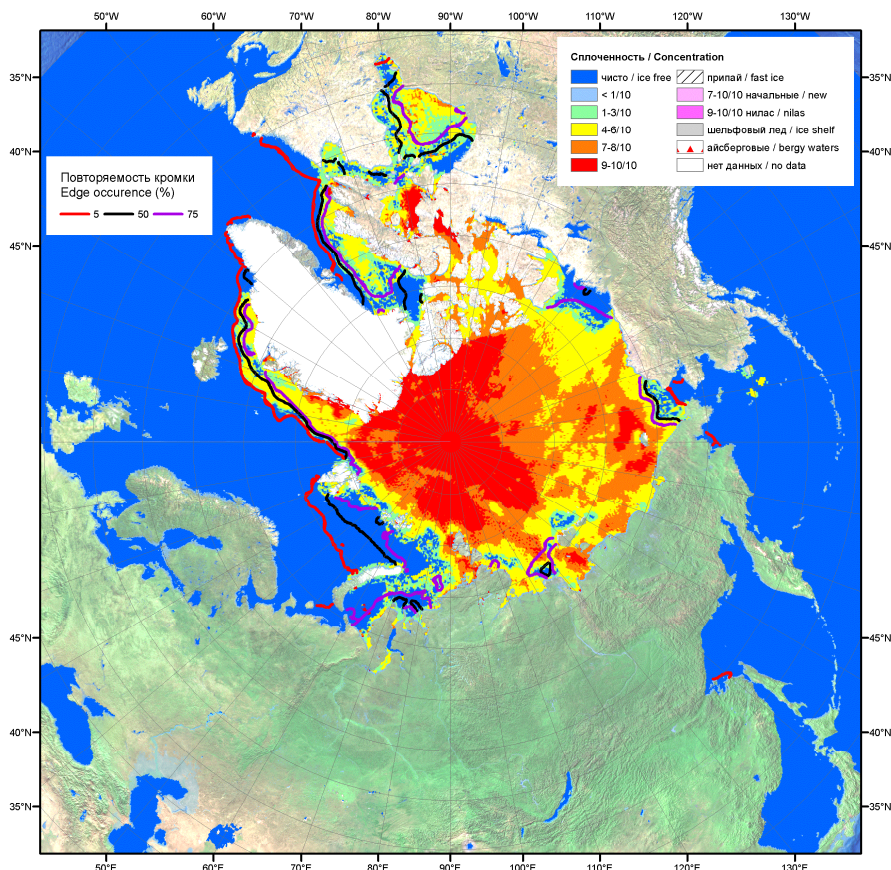 50°W 60°W 70°W 80°W 90°W 100°W 110°W 120°W 130°W
35°N 35°N
40°N 40°N
45°N 45°N
Сплоченность / Concentration
чисто / ice free
< 1/10
1-3/10
4-6/10
7-8/10
9-10/10
припай / fast ice
7-10/10 начальные / new
9-10/10 нилас / nilas
шельфовый лед / ice shelf
айсберговые / bergy waters
нет данных / no data
Повторяемость кромки
Edge occurence (%)
5 50 75
45°N 45°N
40°N 40°N
35°N 35°N
50°E 60°E 70°E 80°E 90°E 100°E 110°E 120°E 130°E